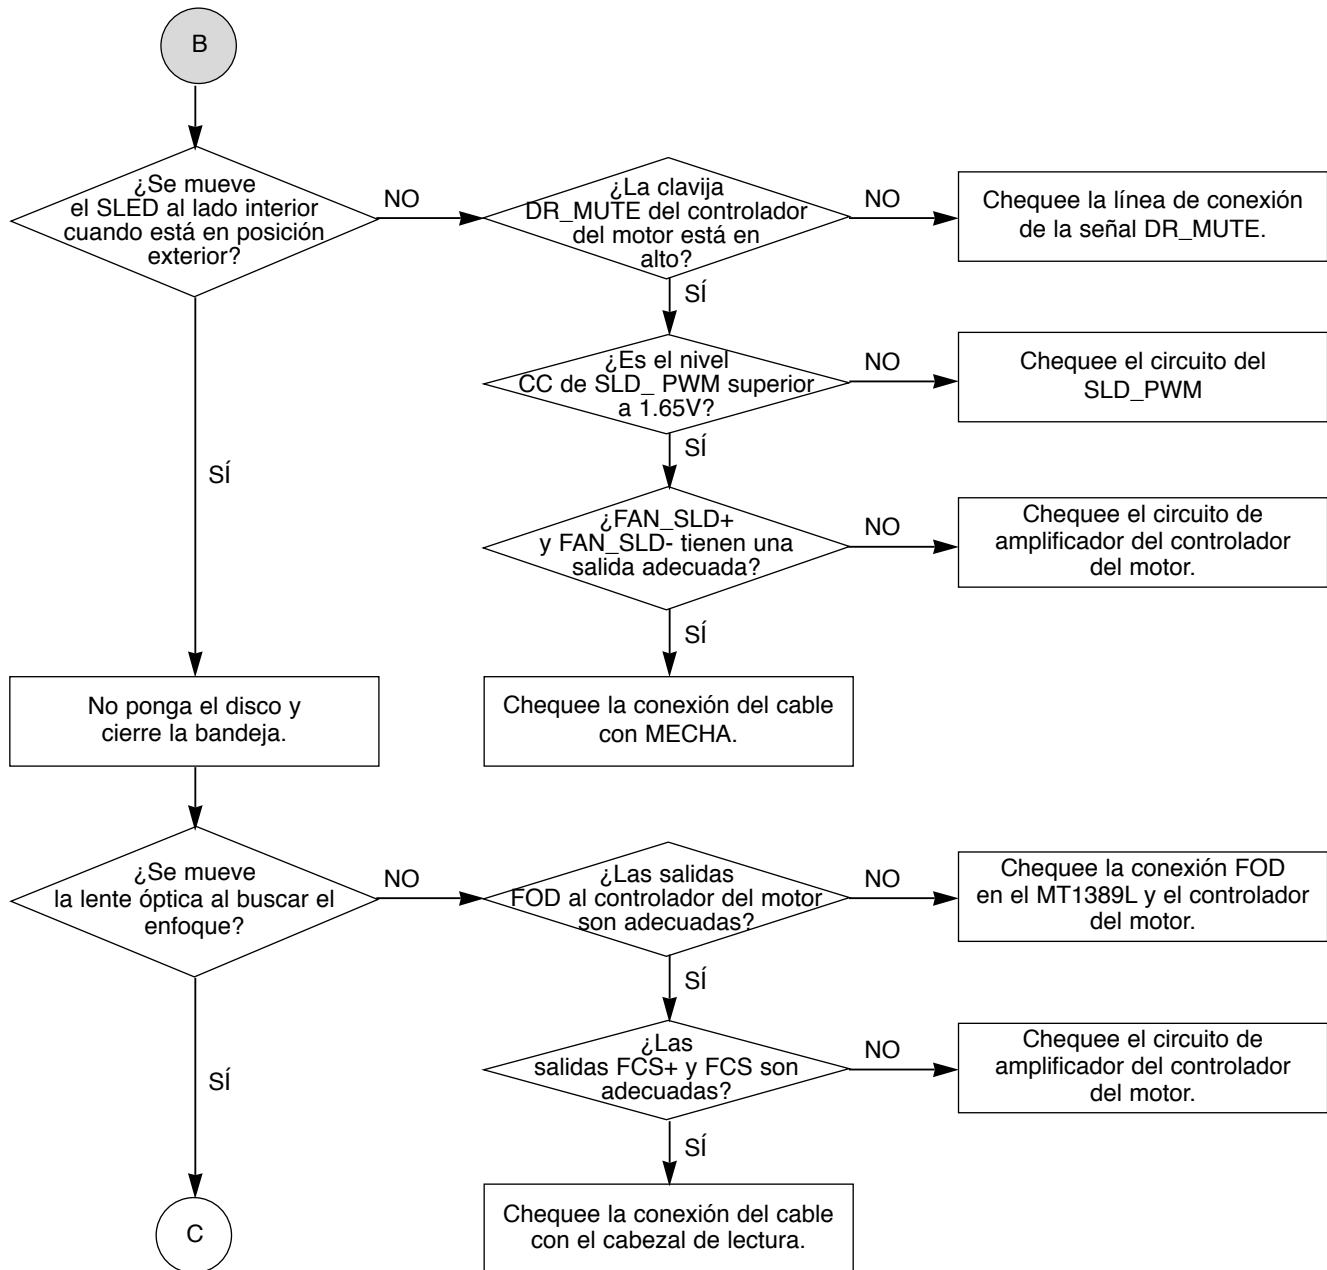 B
¿Se mueve
el SLED al lado interior
cuando está en posición
exterior?
NO
¿La clavija
DR_MUTE del controlador
del motor está en
alto?
NO
Chequee la línea de conexión
de la señal DR_MUTE.
SÍ
¿Es el nivel
CC de SLD_ PWM superior
a 1.65V?
NO
Chequee el circuito del
SLD_PWM
SÍ
SÍ
¿FAN_SLD+
y FAN_SLD- tienen una
salida adecuada?
NO
Chequee el circuito de
amplificador del controlador
del motor.
SÍ
No ponga el disco y
cierre la bandeja.
Chequee la conexión del cable
con MECHA.
¿Se mueve
la lente óptica al buscar el
enfoque?
NO
¿Las salidas
FOD al controlador del motor
son adecuadas?
NO
Chequee la conexión FOD
en el MT1389L y el controlador
del motor.
SÍ
SÍ
¿Las
salidas FCS+ y FCS son
adecuadas?
NO
Chequee el circuito de
amplificador del controlador
del motor.
SÍ
C
Chequee la conexión del cable
con el cabezal de lectura.